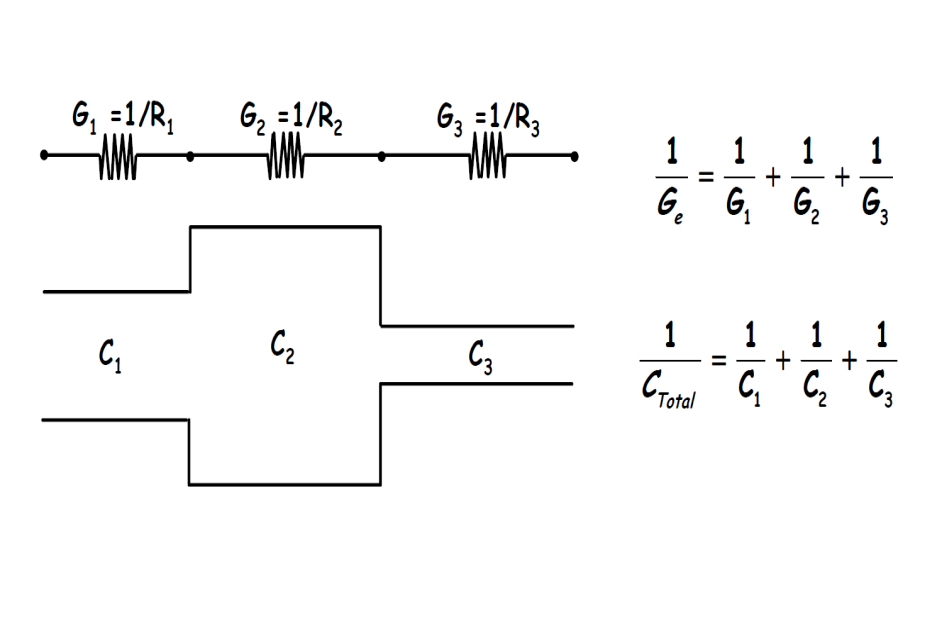 G₁ =1/R₁ G₂ =1/R₂ G₃ =1/R₃
1/Gₑ = 1/G₁ + 1/G₂ + 1/G₃
C₁ C₂ C₃
1/C_Total = 1/C₁ + 1/C₂ + 1/C₃